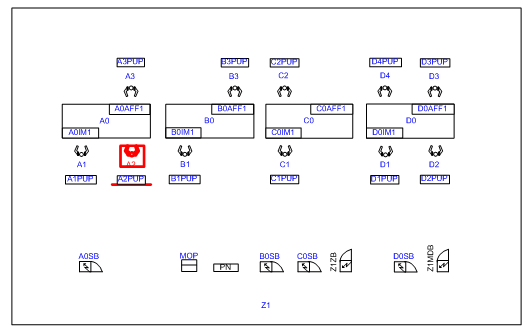 A3PUP B3PUP C2PUP D4PUP D3PUP
A3 B3 C2 D4 D3
A0AFF1 B0AFF1 C0AFF1 D0AFF1
A0 B0 C0 D0
A0IM1 B0IM1 C0IM1 D0IM1
A1 A2 B1 C1 D1 D2
A1PUP A2PUP B1PUP C1PUP D1PUP D2PUP
A0SB MOP PN B0SB C0SB Z1ZB D0SB Z1MDB
Z1